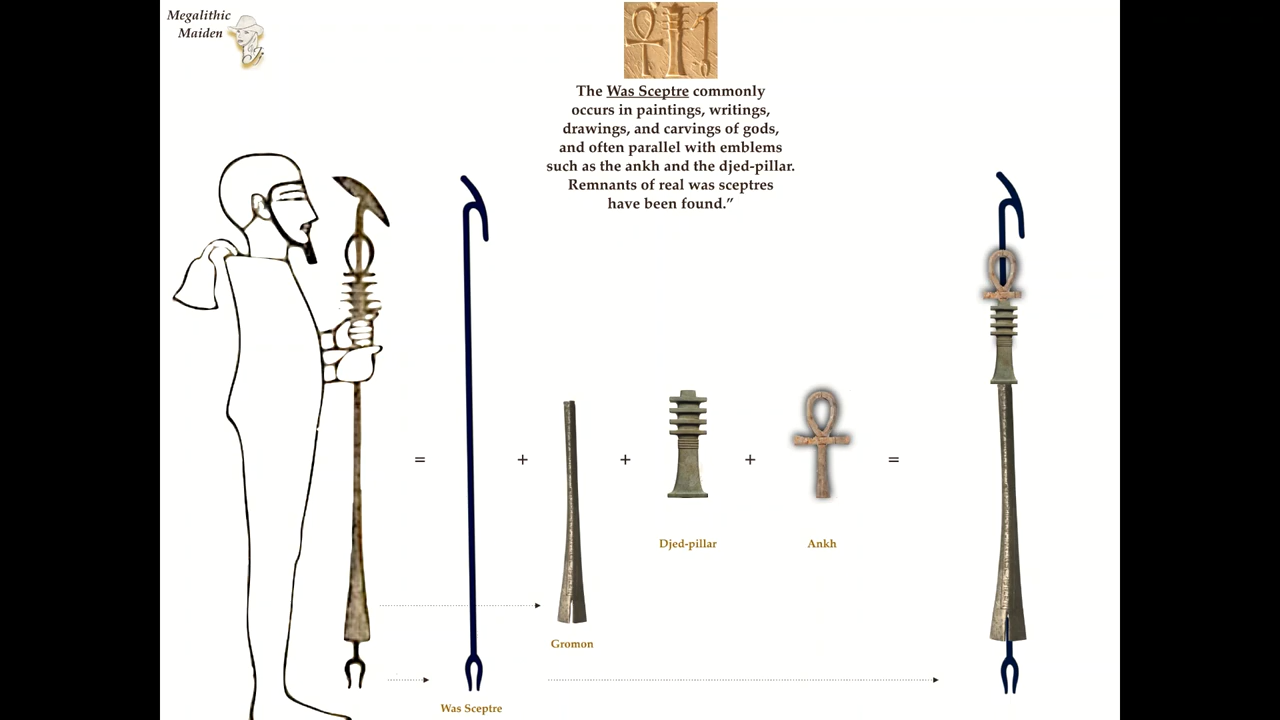 Megalithic
Maiden
The Was Sceptre commonly
occurs in paintings, writings,
drawings, and carvings of gods,
and often parallel with emblems
such as the ankh and the djed-pillar.
Remnants of real was sceptres
have been found.”
= + + + =
Djed-pillar
Ankh
Gromon
Was Sceptre